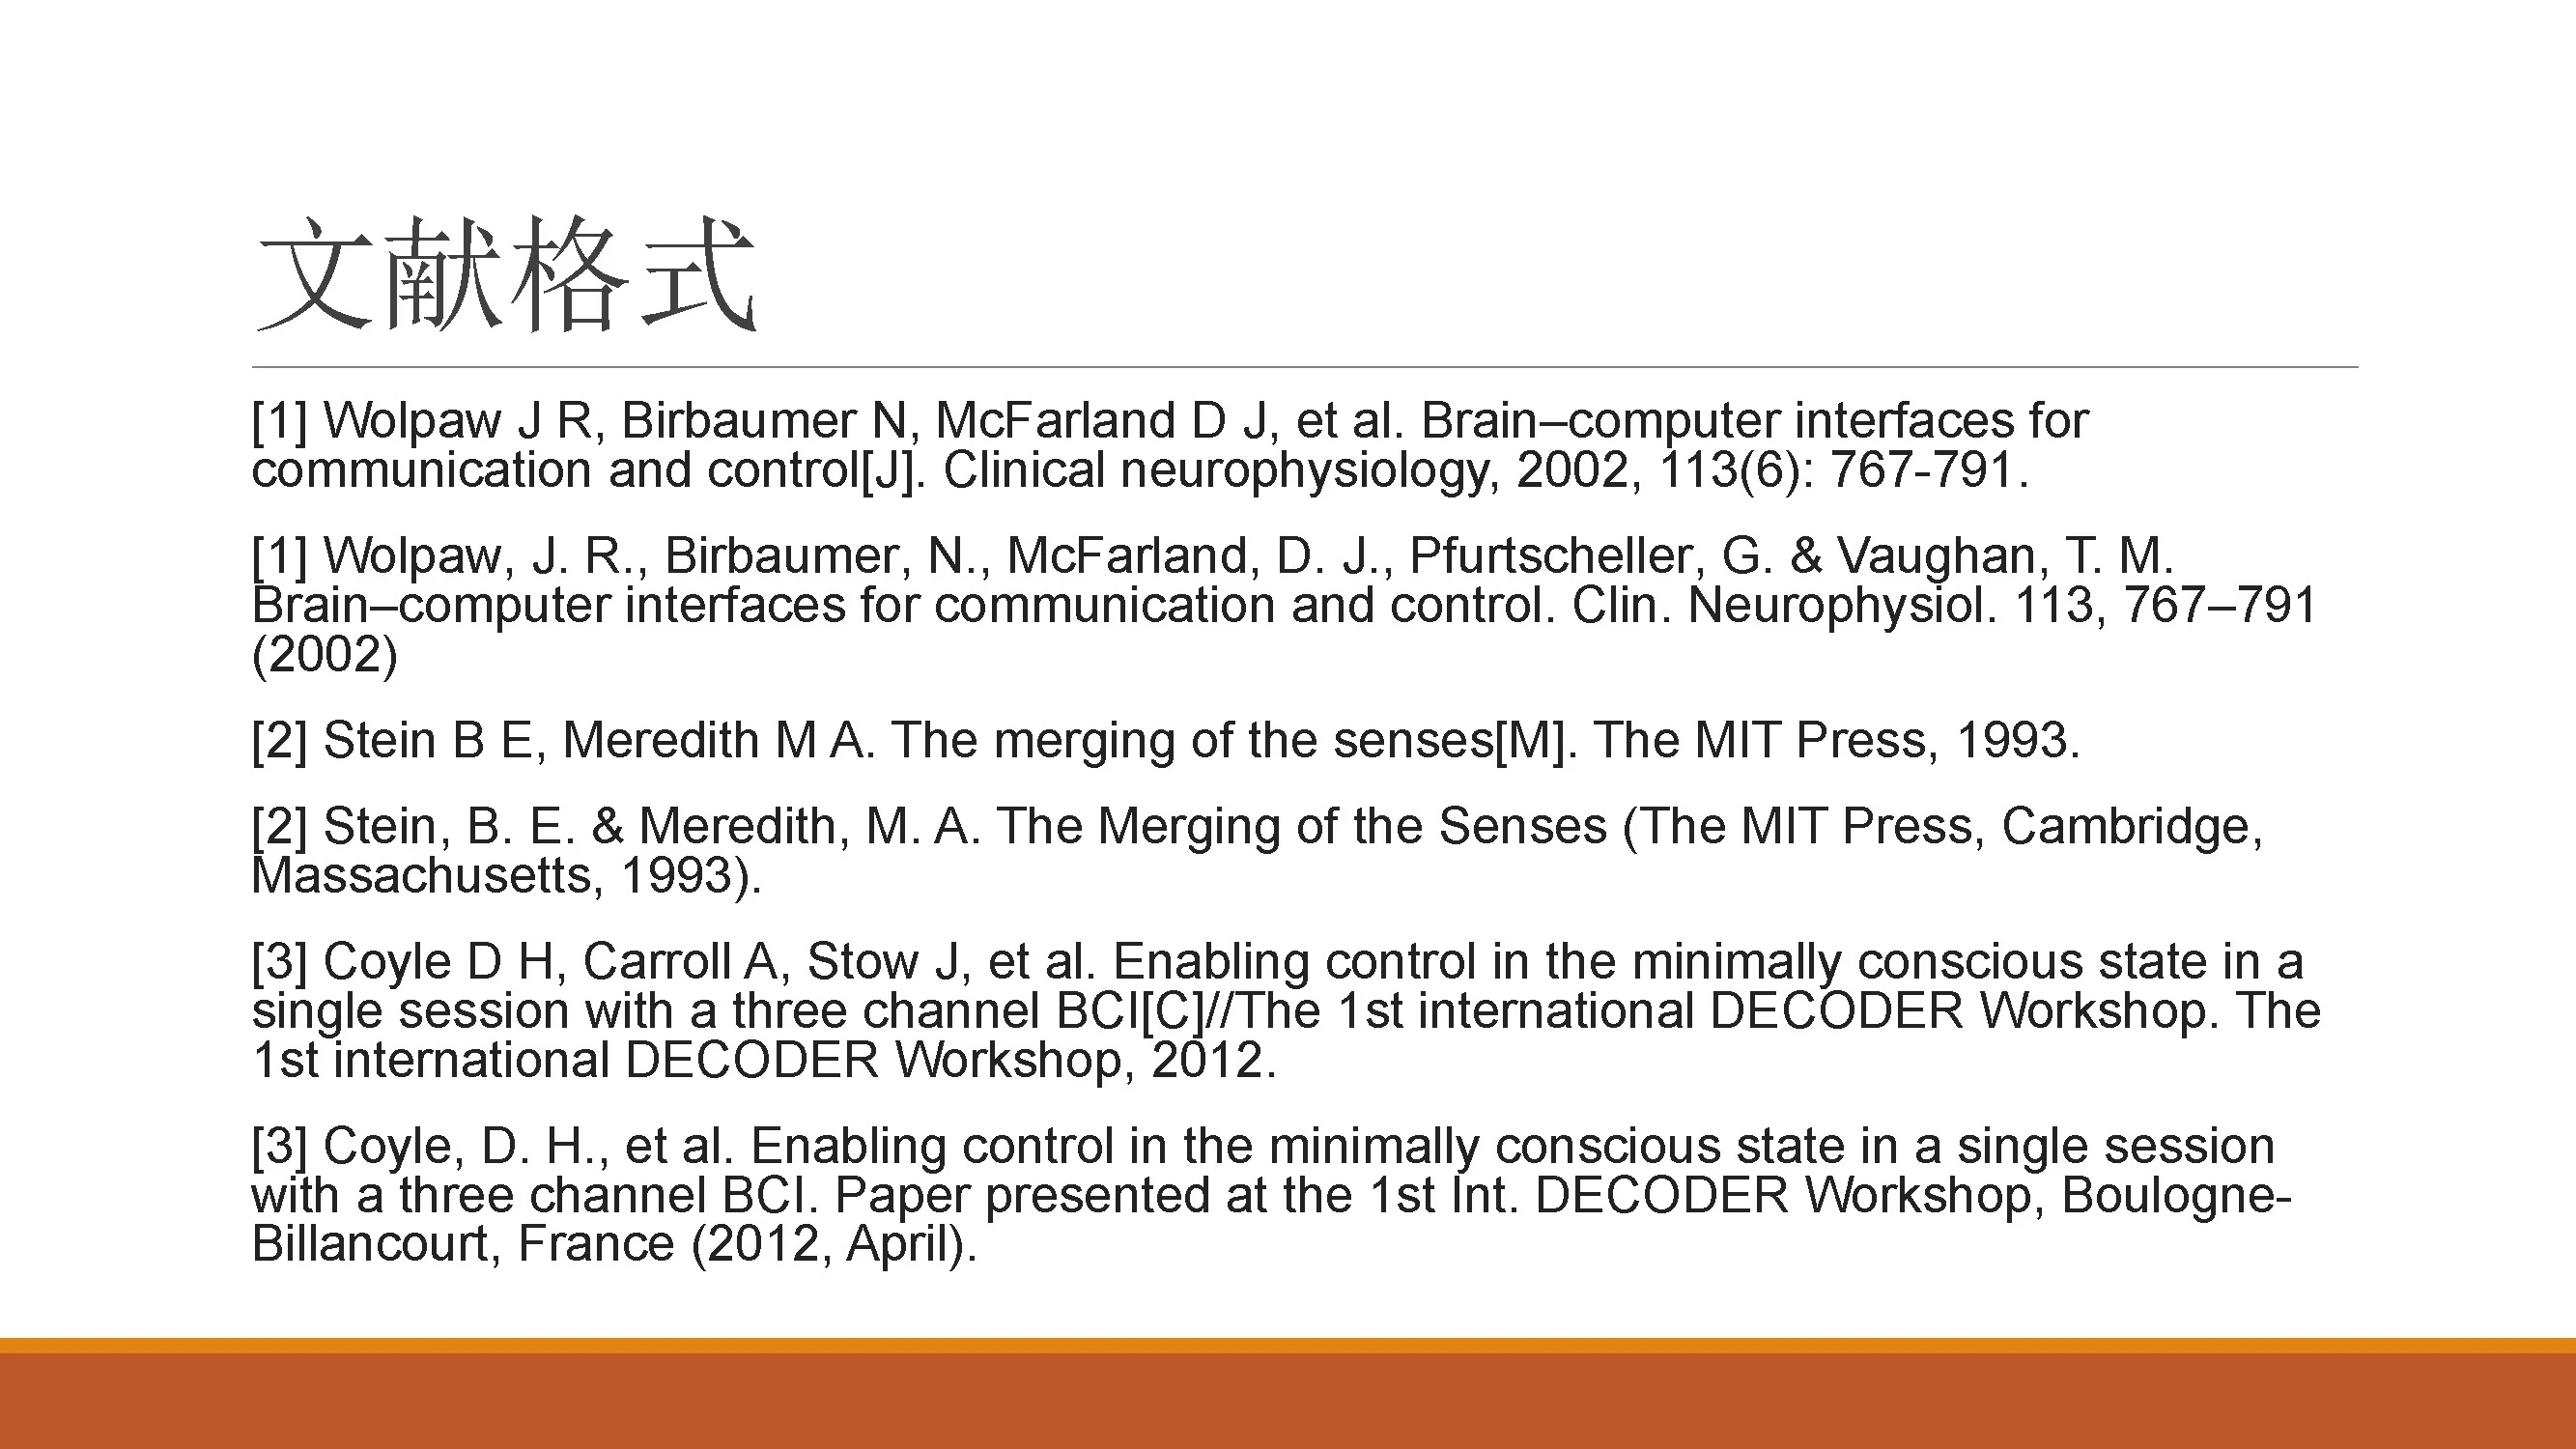 文献格式
[1] Wolpaw J R, Birbaumer N, McFarland D J, et al. Brain–computer interfaces for
communication and control[J]. Clinical neurophysiology, 2002, 113(6): 767-791.
[1] Wolpaw, J. R., Birbaumer, N., McFarland, D. J., Pfurtscheller, G. & Vaughan, T. M.
Brain–computer interfaces for communication and control. Clin. Neurophysiol. 113, 767–791
(2002)
[2] Stein B E, Meredith M A. The merging of the senses[M]. The MIT Press, 1993.
[2] Stein, B. E. & Meredith, M. A. The Merging of the Senses (The MIT Press, Cambridge,
Massachusetts, 1993).
[3] Coyle D H, Carroll A, Stow J, et al. Enabling control in the minimally conscious state in a
single session with a three channel BCI[C]//The 1st international DECODER Workshop. The
1st international DECODER Workshop, 2012.
[3] Coyle, D. H., et al. Enabling control in the minimally conscious state in a single session
with a three channel BCI. Paper presented at the 1st Int. DECODER Workshop, Boulogne-
Billancourt, France (2012, April).